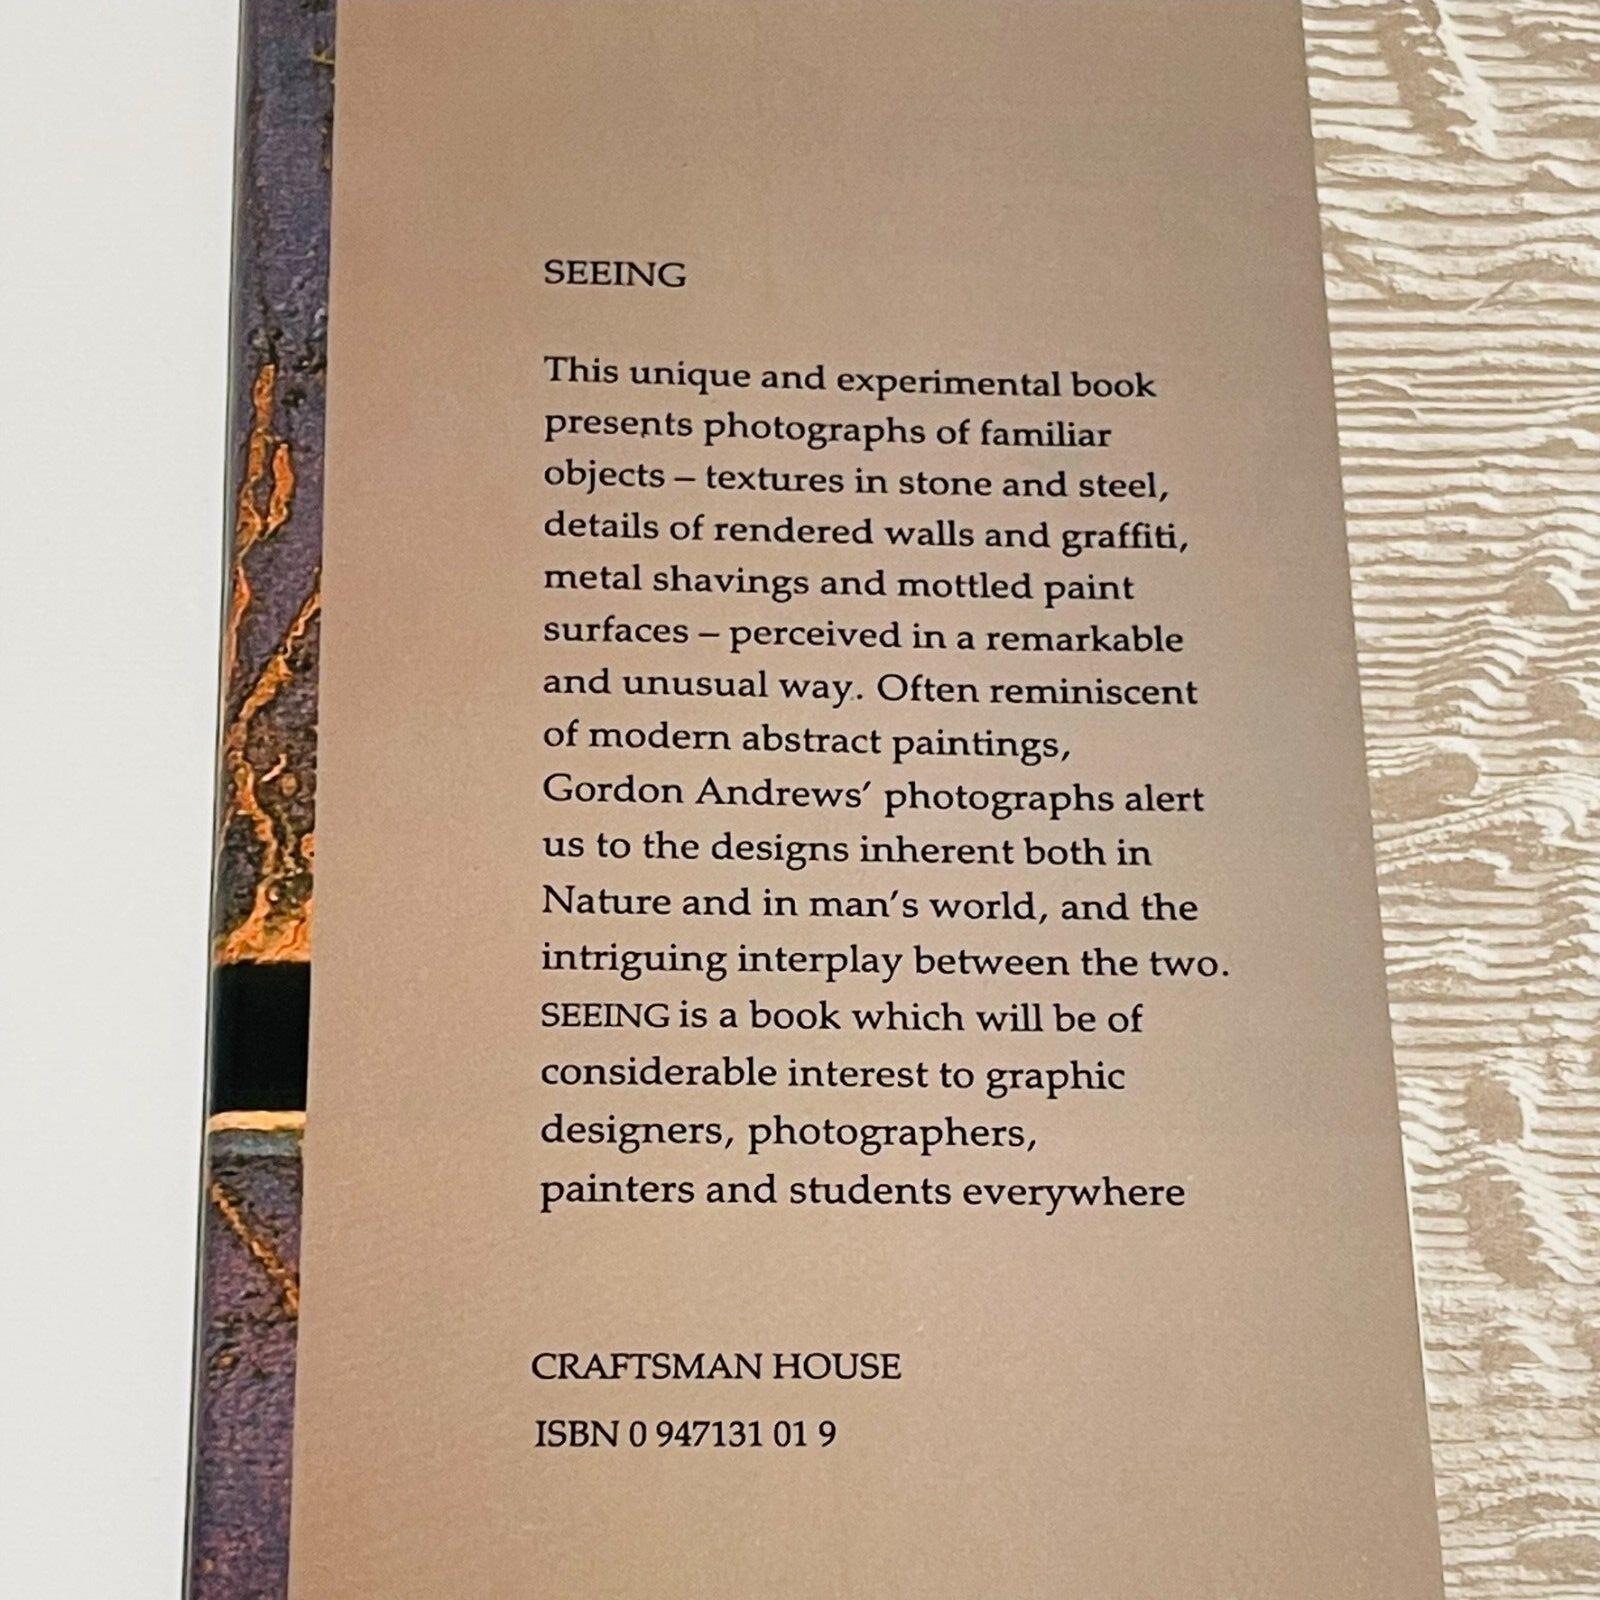 SEEING
This unique and experimental book
presents photographs of familiar
objects – textures in stone and steel,
details of rendered walls and graffiti,
metal shavings and mottled paint
surfaces – perceived in a remarkable
and unusual way. Often reminiscent
of modern abstract paintings,
Gordon Andrews’ photographs alert
us to the designs inherent both in
Nature and in man’s world, and the
intriguing interplay between the two.
SEEING is a book which will be of
considerable interest to graphic
designers, photographers,
painters and students everywhere
CRAFTSMAN HOUSE
ISBN 0 947131 01 9